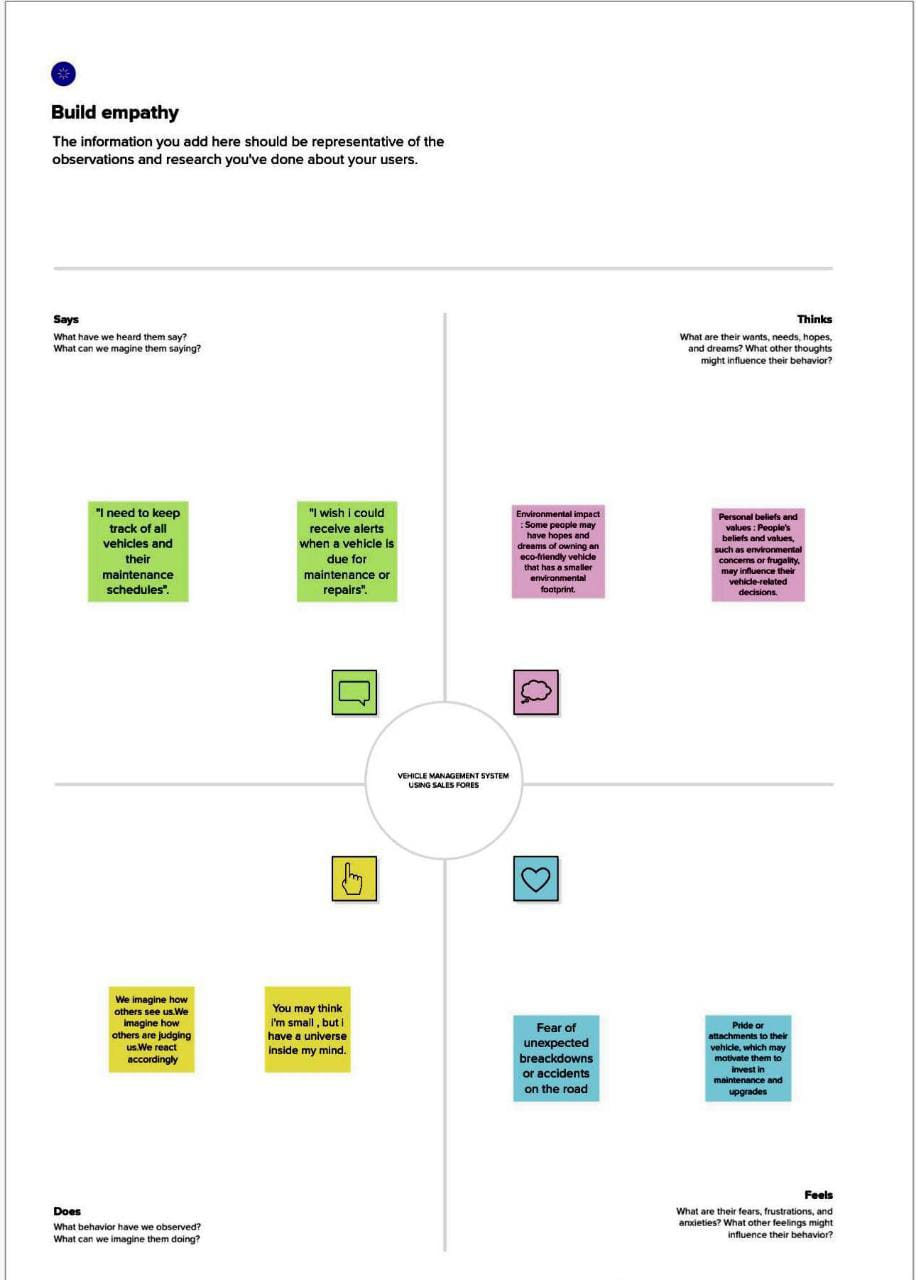 Build empathy
The information you add here should be representative of the
observations and research you've done about your users.
Says
What have we heard them say?
What can we magine them saying?
Thinks
What are their wants, needs, hopes,
and dreams? What other thoughts
might influence their behavior?
"I need to keep
track of all
vehicles and
their
maintenance
schedules".
"I wish i could
receive alerts
when a vehicle is
due for
maintenance or
repairs".
Environmental impact
: Some people may
have hopes and
dreams of owning an
eco-friendly vehicle
that has a smaller
environmental
footprint.
Personal beliefs and
values : People's
beliefs and values,
such as environmental
concerns or frugality,
may influence their
vehicle-related
decisions.
VEHICLE MANAGEMENT SYSTEM
USING SALES FORES
We imagine how
others see us.We
imagine how
others are judging
us.We react
accordingly
You may think
i'm small , but i
have a universe
inside my mind.
Fear of
unexpected
breackdowns
or accidents
on the road
Pride or
attachments to their
vehicle, which may
motivate them to
invest in
maintenance and
upgrades
Does
What behavior have we observed?
What can we imagine them doing?
Feels
What are their fears, frustrations, and
anxieties? What other feelings might
influence their behavior?